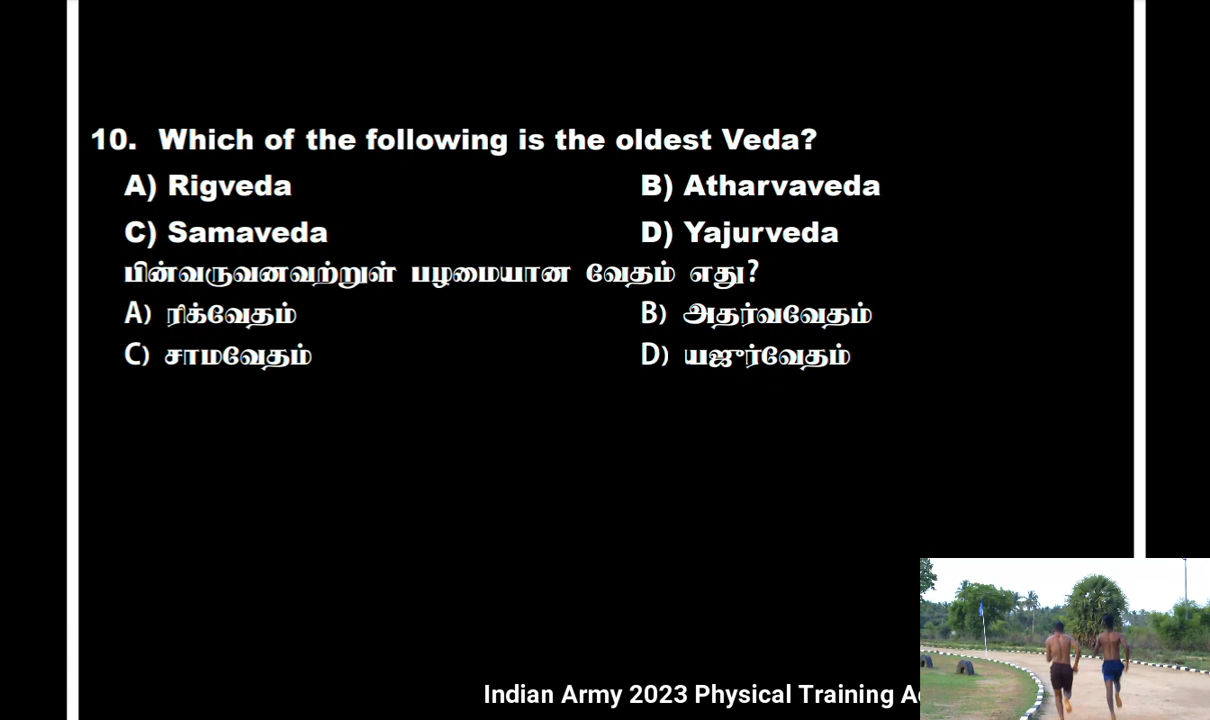 10. Which of the following is the oldest Veda?
A) Rigveda B) Atharvaveda
C) Samaveda D) Yajurveda
பின்வருவனவற்றுள் பழமையான வேதம் எது?
A) ரிக்வேதம் B) அதர்வவேதம்
C) சாமவேதம் D) யஜுர்வேதம்
Indian Army 2023 Physical Training